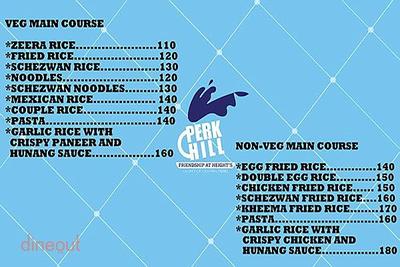 VEG MAIN COURSE
*ZEERA RICE.......................110
*FRIED RICE........................120
*SCHEZWAN RICE................130
*NOODLES...........................120
*SCHEZWAN NOODLES........130
*MEXICAN RICE...................140
*COUPLE RICE.....................140
*PASTA................................140
*GARLIC RICE WITH
CRISPY PANEER AND
HUNANG SAUCE..................160
PERK
CHILL
FRIENDSHIP AT HEIGHT'S
NON-VEG MAIN COURSE
*EGG FRIED RICE..............140
*DOUBLE EGG RICE...........150
*CHICKEN FRIED RICE...... 150
*SCHEZWAN FRIED RICE....160
*KHEEMA FRIED RICE.......170
*PASTA..............................160
*GARLIC RICE WITH
CRISPY CHICKEN AND
HUNANG SAUCE................180
dineout